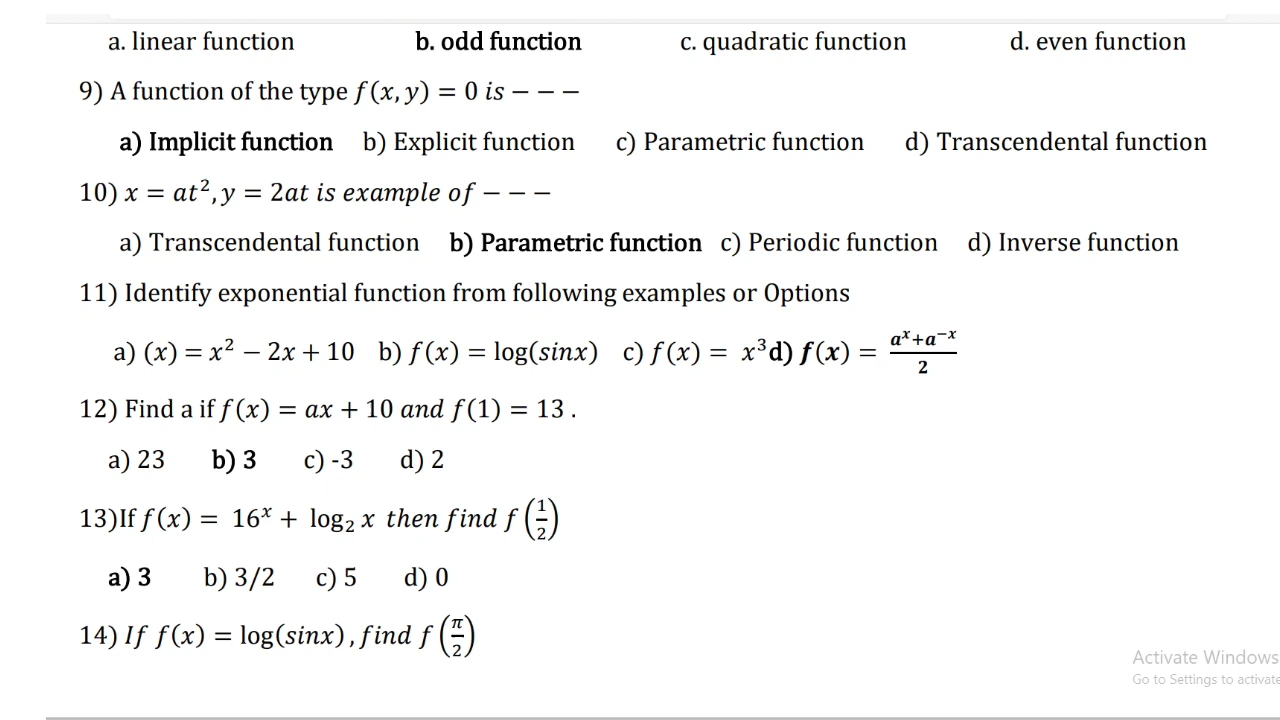 a. linear function b. odd function c. quadratic function d. even function
9) A function of the type f(x, y) = 0 is − − −
a) Implicit function b) Explicit function c) Parametric function d) Transcendental function
10) x = at², y = 2at is example of − − −
a) Transcendental function b) Parametric function c) Periodic function d) Inverse function
11) Identify exponential function from following examples or Options
a) (x) = x² − 2x + 10 b) f(x) = log(sinx) c) f(x) = x³d) f(x) = (aˣ+a⁻ˣ)/2
12) Find a if f(x) = ax + 10 and f(1) = 13 .
a) 23 b) 3 c) -3 d) 2
13)If f(x) = 16ˣ + log₂ x then find f(1/2)
a) 3 b) 3/2 c) 5 d) 0
14) If f(x) = log(sinx), find f(π/2)
Activate Windows
Go to Settings to activate